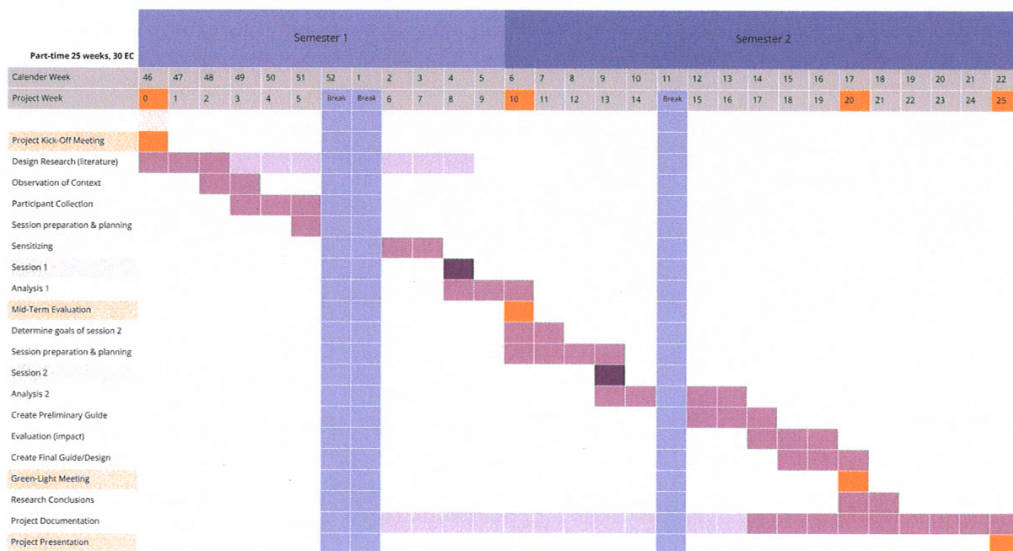 Semester 1 Semester 2
Part-time 25 weeks, 30 EC
Calender Week 46 47 48 49 50 51 52 1 2 3 4 5 6 7 8 9 10 11 12 13 14 15 16 17 18 19 20 21 22
Project Week 0 1 2 3 4 5 Break Break 6 7 8 9 10 11 12 13 14 Break 15 16 17 18 19 20 21 22 23 24 25
Project Kick-Off Meeting
Design Research (literature)
Observation of Context
Participant Collection
Session preparation & planning
Sensitizing
Session 1
Analysis 1
Mid-Term Evaluation
Determine goals of session 2
Session preparation & planning
Session 2
Analysis 2
Create Preliminary Guide
Evaluation (impact)
Create Final Guide/Design
Green-Light Meeting
Research Conclusions
Project Documentation
Project Presentation